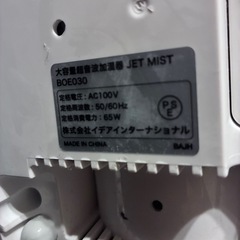 大容量超音波加湿器 JET MIST
BOE030
定格電圧：AC100V
定格周波数：50/60Hz
定格消費電力：65W
PSE
株式会社イデアインターナショナル
MADE IN CHINA
BAJH